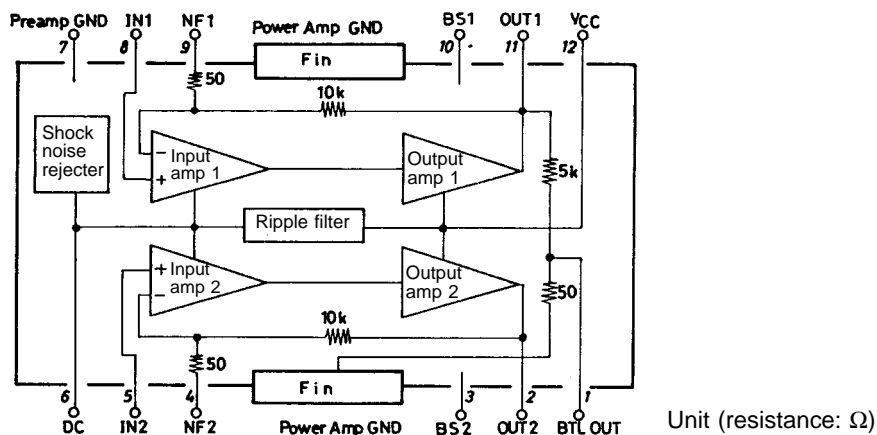 Preamp GND IN1 NF1 Power Amp GND BS1 OUT1 VCC
7 8 9 10 11 12
Fin
50
10k
Shock
noise
rejecter
−
+
Input
amp 1
Output
amp 1
5k
Ripple filter
+
−
Input
amp 2
Output
amp 2
50
10k
50
Fin
6 5 4 3 2 1
DC IN2 NF2 Power Amp GND BS2 OUT2 BTL OUT
Unit (resistance: Ω)